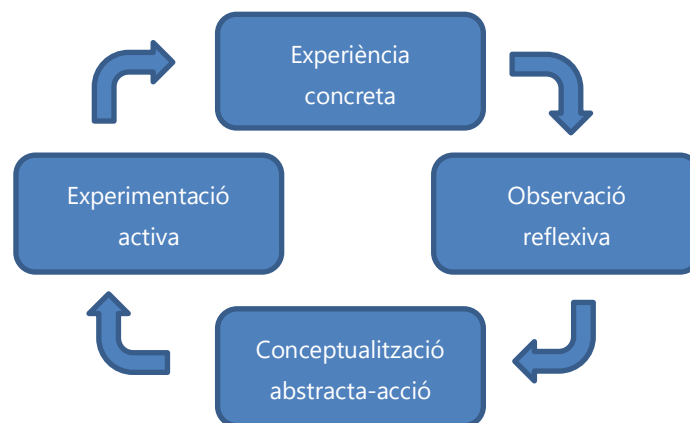 Experiència
concreta
Experimentació
activa
Observació
reflexiva
Conceptualització
abstracta-acció